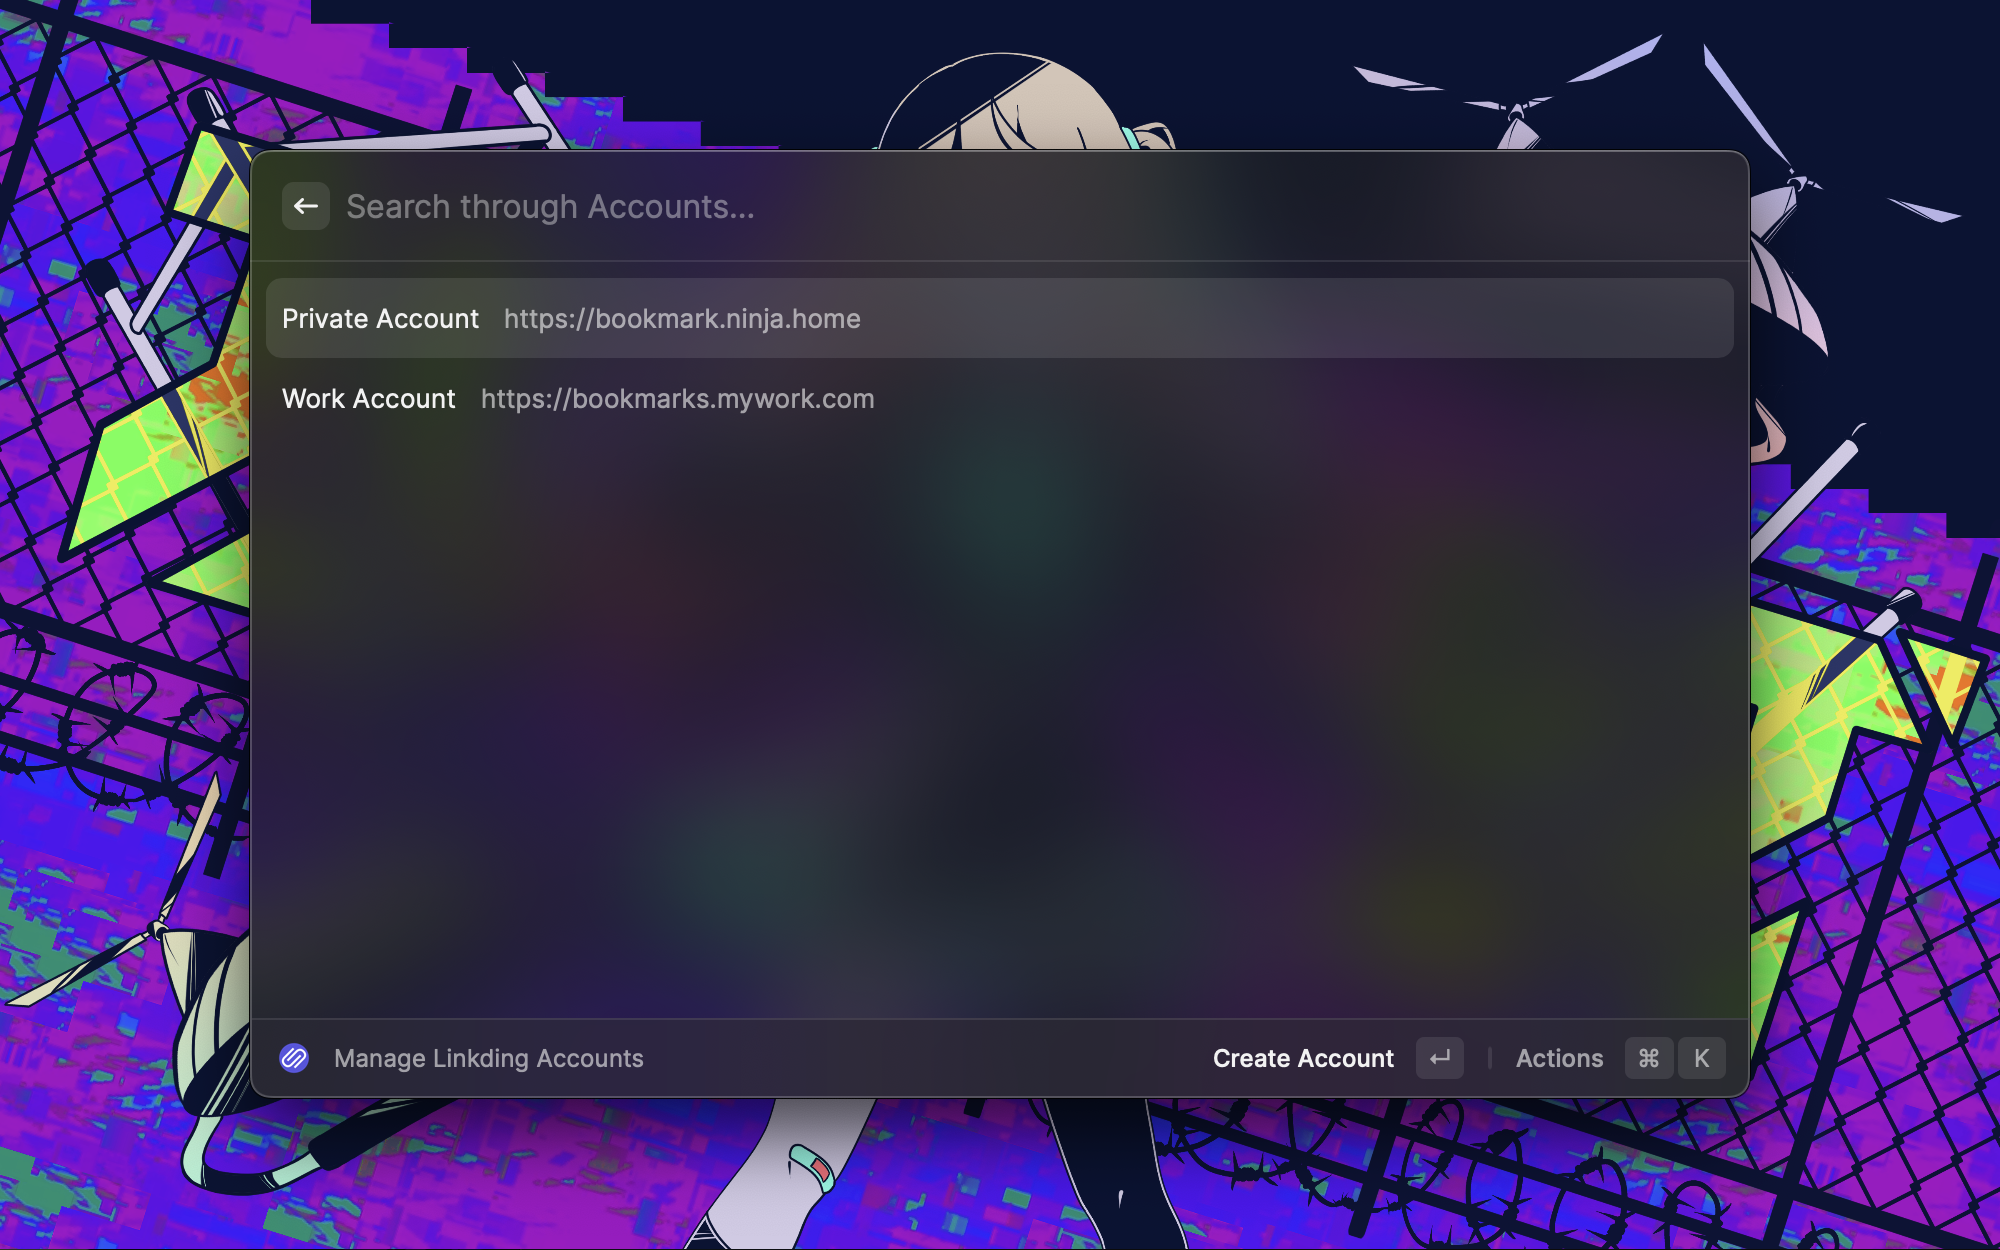 Search through Accounts...
Private Account https://bookmark.ninja.home
Work Account https://bookmarks.mywork.com
Manage Linkding Accounts Create Account ↵ Actions ⌘ K